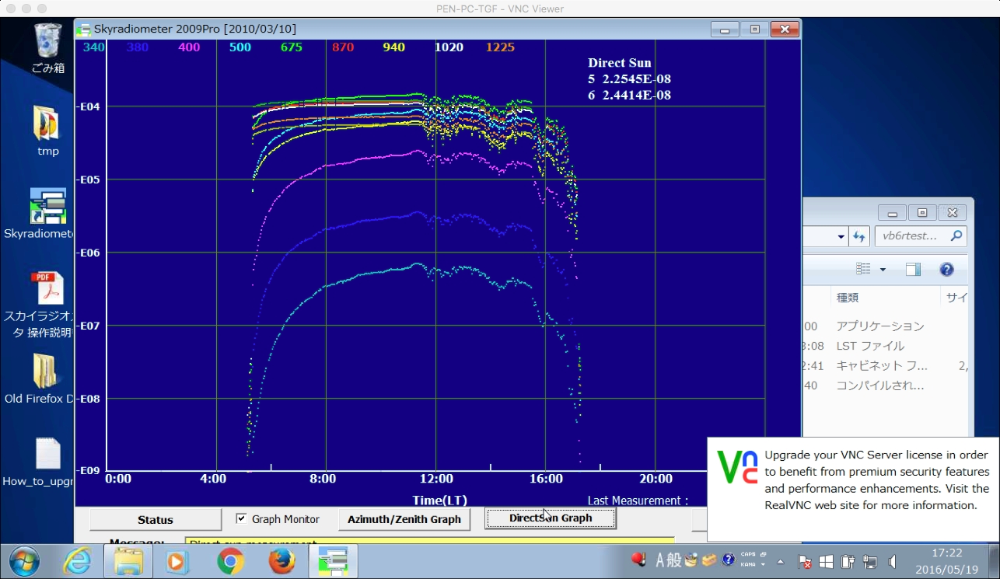 PEN-PC-TGF - VNC Viewer
ごみ箱
tmp
Skyradiomet
PDF
スカイラジオ
タ 操作説明
Old Firefox D
How_to_upgr
Skyradiometer 2009Pro [2010/03/10]
340 380 400 500 675 870 940 1020 1225
Direct Sun
5 2.2545E-08
6 2.4414E-08
-E04
-E05
-E06
-E07
-E08
-E09
0:00 4:00 8:00 12:00 16:00 20:00
Time(LT)
Last Measurement :
Status
Graph Monitor
Azimuth/Zenith Graph
DirectSun Graph
Message:
Direct sun measurement
vb6rtest...
種類
サイ
00 アプリケーション
3:08 LST ファイル
2:41 キャビネット フ... 2,
40 コンパイルされ...
VNC
Upgrade your VNC Server license in order
to benefit from premium security features
and performance enhancements. Visit the
RealVNC web site for more information.
A 般
CAPS
KANA
17:22
2016/05/19